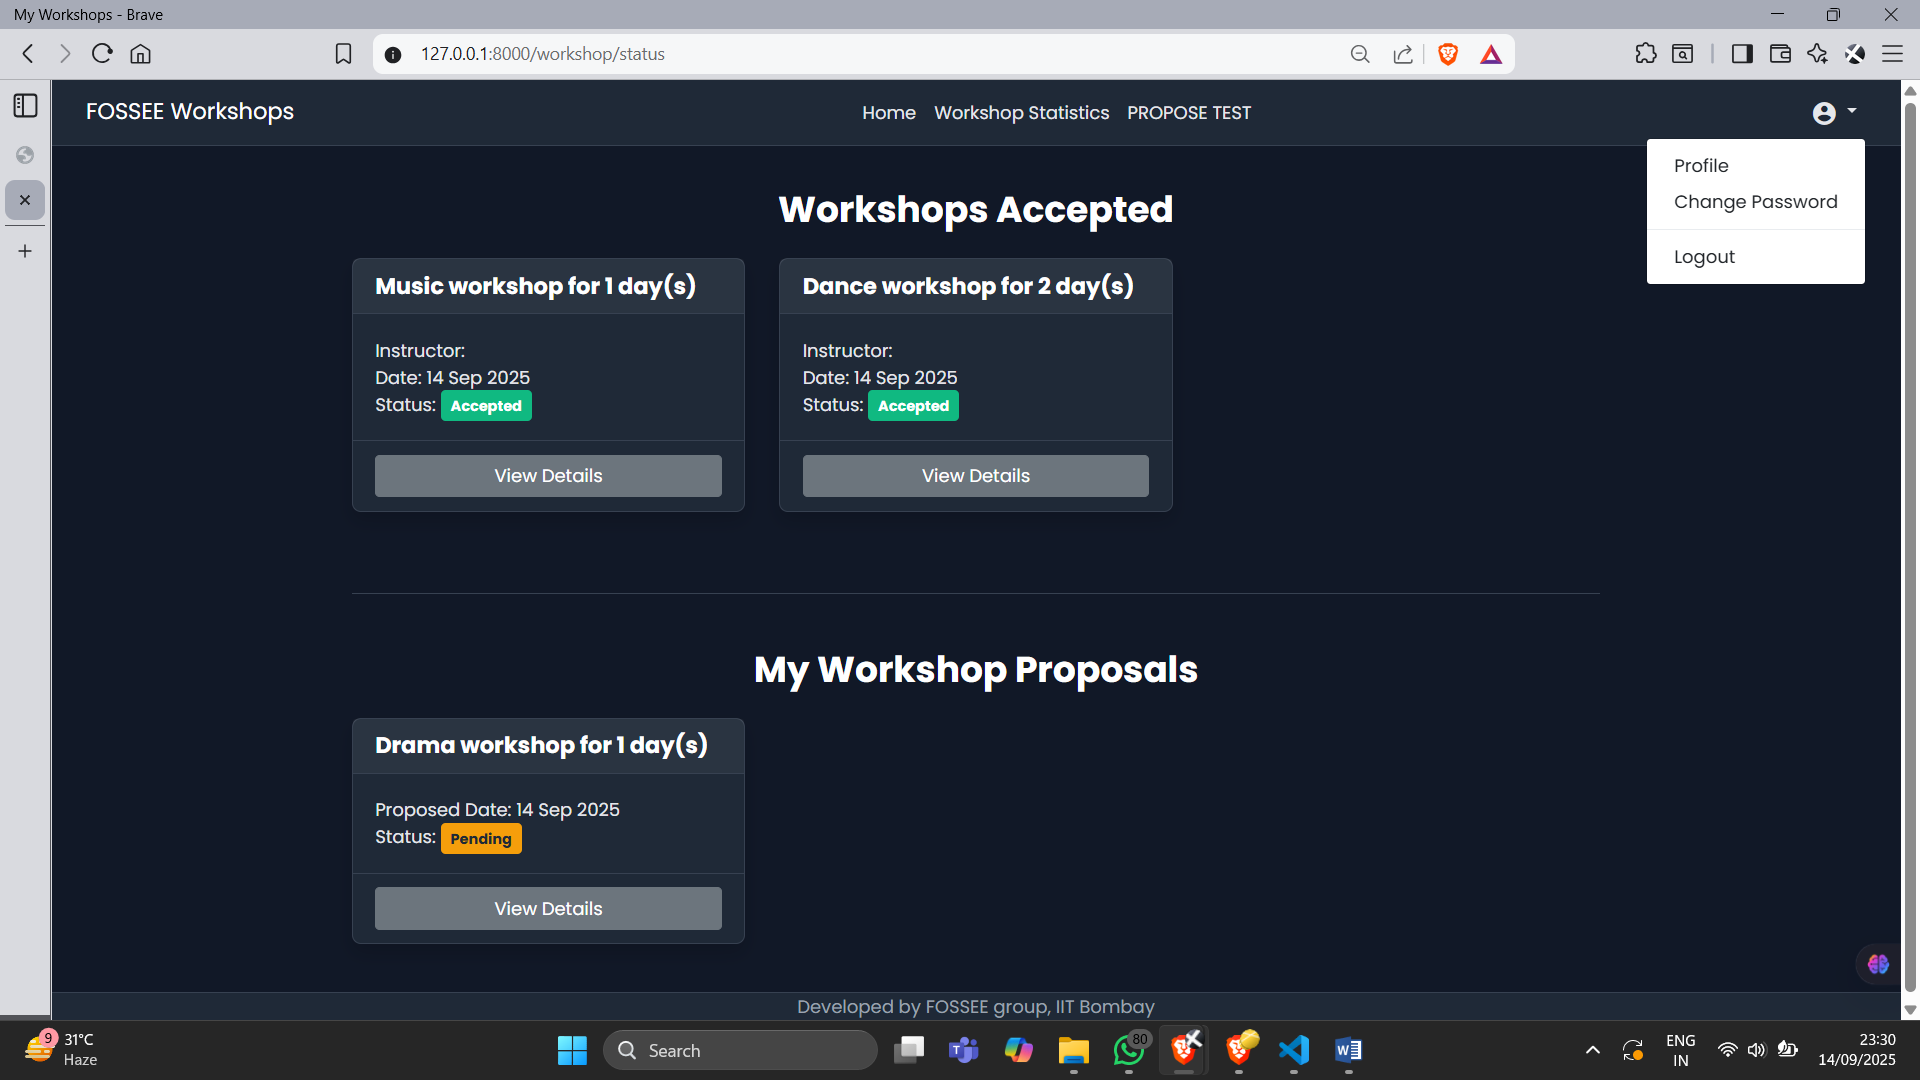 My Workshops - Brave
127.0.0.1:8000/workshop/status
FOSSEE Workshops
Home
Workshop Statistics
PROPOSE TEST
Profile
Change Password
Logout
Workshops Accepted
Music workshop for 1 day(s)
Instructor:
Date: 14 Sep 2025
Status: Accepted
View Details
Dance workshop for 2 day(s)
Instructor:
Date: 14 Sep 2025
Status: Accepted
View Details
My Workshop Proposals
Drama workshop for 1 day(s)
Proposed Date: 14 Sep 2025
Status: Pending
View Details
Developed by FOSSEE group, IIT Bombay
9
31°C
Haze
Search
80
ENG
IN
23:30
14/09/2025